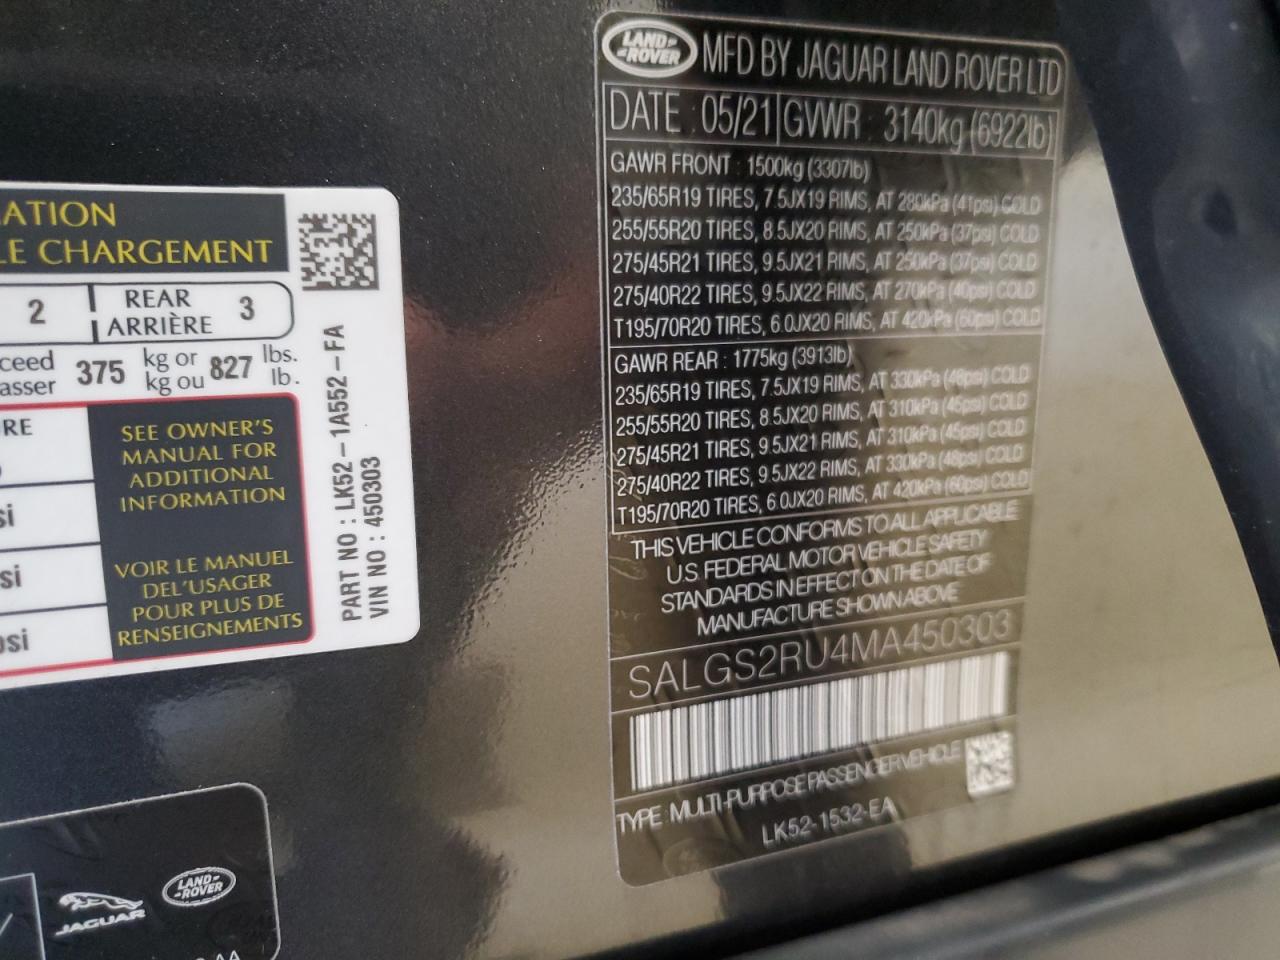 ATION
LE CHARGEMENT
2 REAR ARRIÈRE 3
ceed
asser
375
kg or
kg ou
827
lbs.
lb.
RE
SEE OWNER'S
MANUAL FOR
ADDITIONAL
INFORMATION
si
si
VOIR LE MANUEL
DEL'USAGER
POUR PLUS DE
RENSEIGNEMENTS
osi
PART NO : LK52-1A552-FA
VIN NO : 450303
JAGUAR
LAND ROVER
LAND ROVER
MFD BY JAGUAR LAND ROVER LTD
DATE : 05/21 GVWR : 3140kg (6922lb)
GAWR FRONT : 1500kg (3307lb)
235/65R19 TIRES, 7.5JX19 RIMS, AT 280kPa (41psi) COLD
255/55R20 TIRES, 8.5JX20 RIMS, AT 250kPa (37psi) COLD
275/45R21 TIRES, 9.5JX21 RIMS, AT 250kPa (37psi) COLD
275/40R22 TIRES, 9.5JX22 RIMS, AT 270kPa (40psi) COLD
T195/70R20 TIRES, 6.0JX20 RIMS, AT 420kPa (60psi) COLD
GAWR REAR : 1775kg (3913lb)
235/65R19 TIRES, 7.5JX19 RIMS, AT 330kPa (48psi) COLD
255/55R20 TIRES, 8.5JX20 RIMS, AT 310kPa (45psi) COLD
275/45R21 TIRES, 9.5JX21 RIMS, AT 310kPa (45psi) COLD
275/40R22 TIRES, 9.5JX22 RIMS, AT 330kPa (48psi) COLD
T195/70R20 TIRES, 6.0JX20 RIMS, AT 420kPa (60psi) COLD
THIS VEHICLE CONFORMS TO ALL APPLICABLE
U.S. FEDERAL MOTOR VEHICLE SAFETY
STANDARDS IN EFFECT ON THE DATE OF
MANUFACTURE SHOWN ABOVE
SALGS2RU4MA450303
TYPE : MULTI-PURPOSE PASSENGER VEHICLE
LK52-1532-EA